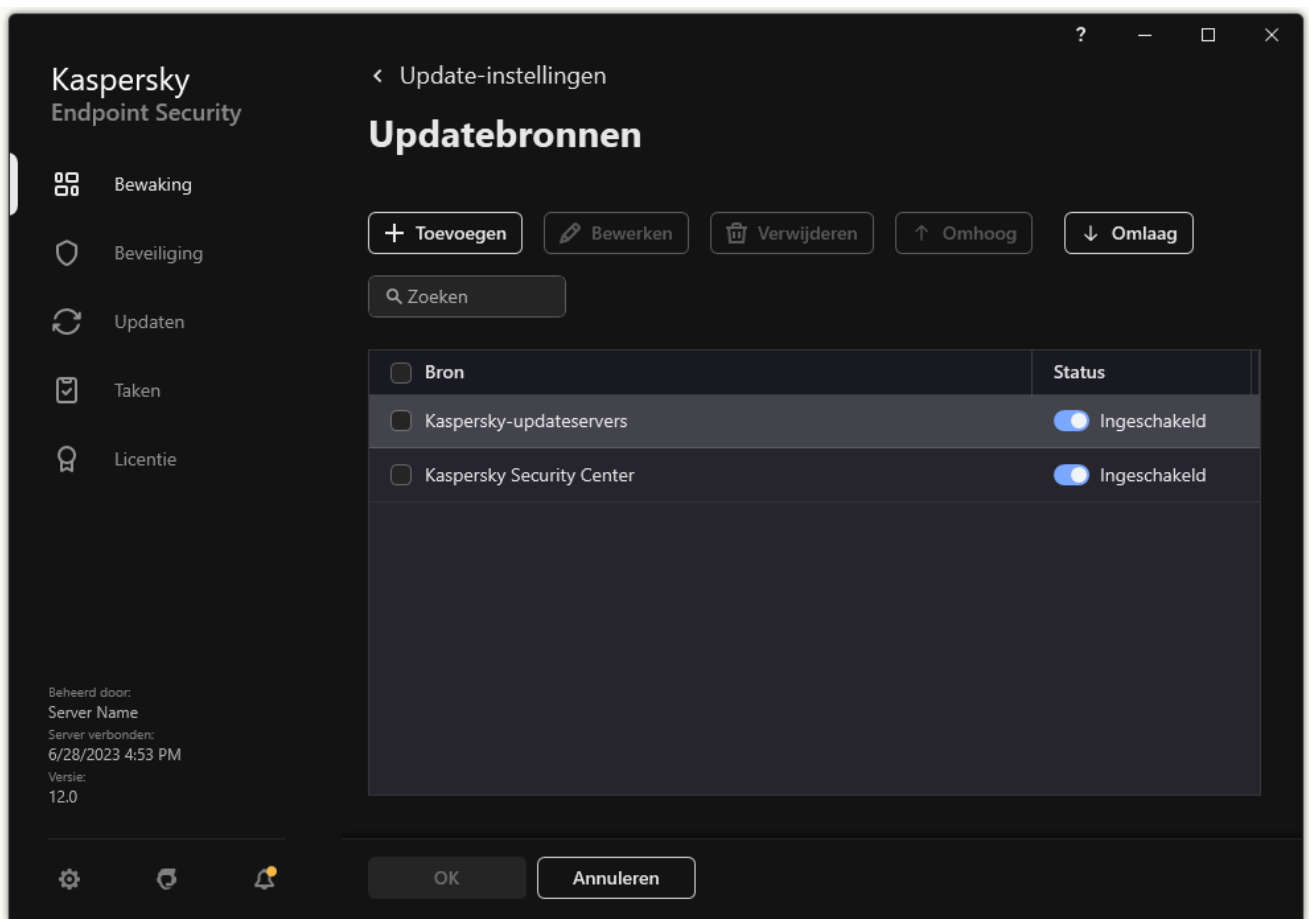 ?
Kaspersky
Endpoint Security
Update-instellingen
Updatebronnen
Bewaking
Beveiliging
Updaten
Taken
Licentie
Toevoegen Bewerken Verwijderen Omhoog Omlaag
Zoeken
Bron Status
Kaspersky-updateservers Ingeschakeld
Kaspersky Security Center Ingeschakeld
Beheerd door:
Server Name
Server verbonden:
6/28/2023 4:53 PM
Versie:
12.0
OK Annuleren